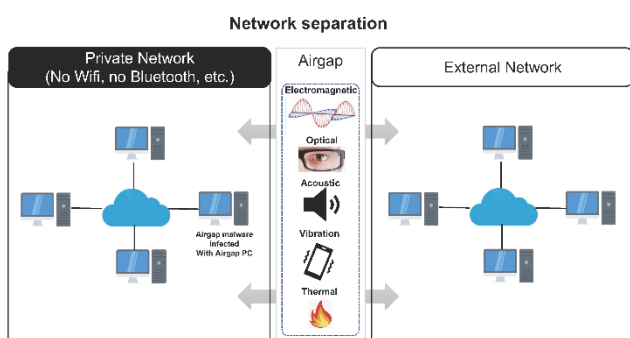 Network separation
Private Network
(No Wifi, no Bluetooth, etc.)
Airgap
External Network
Electromagnetic
Optical
Acoustic
Airgap malware
infected
With Airgap PC
Vibration
Thermal